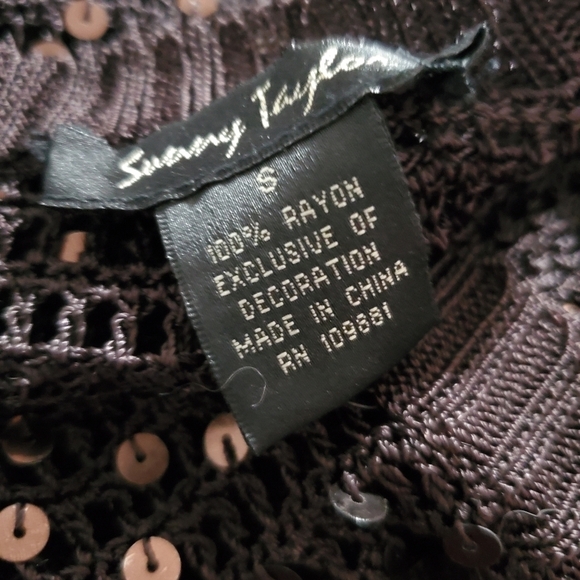 Sunny Taylor
S
100% RAYON
EXCLUSIVE OF
DECORATION
MADE IN CHINA
RN 109881